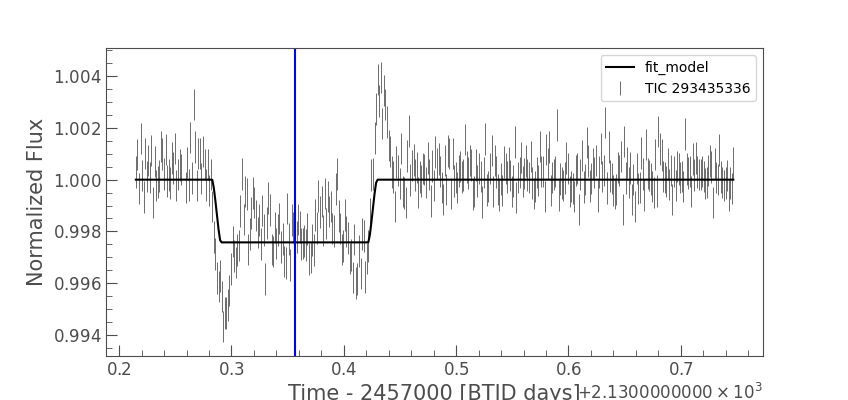 fit_model
TIC 293435336
Normalized Flux
1.004
1.002
1.000
0.998
0.996
0.994
0.2 0.3 0.4 0.5 0.6 0.7
Time - 2457000 [BTJD days]
+2.1300000000 × 10³